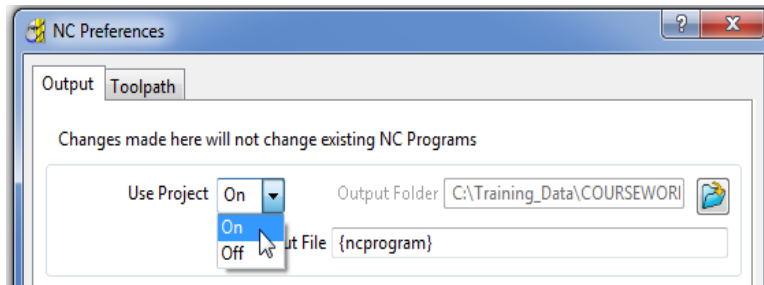 NC Preferences
Output Toolpath
Changes made here will not change existing NC Programs
Use Project On Output Folder C:\Training_Data\COURSEWORI
On
Off
File {ncprogram}